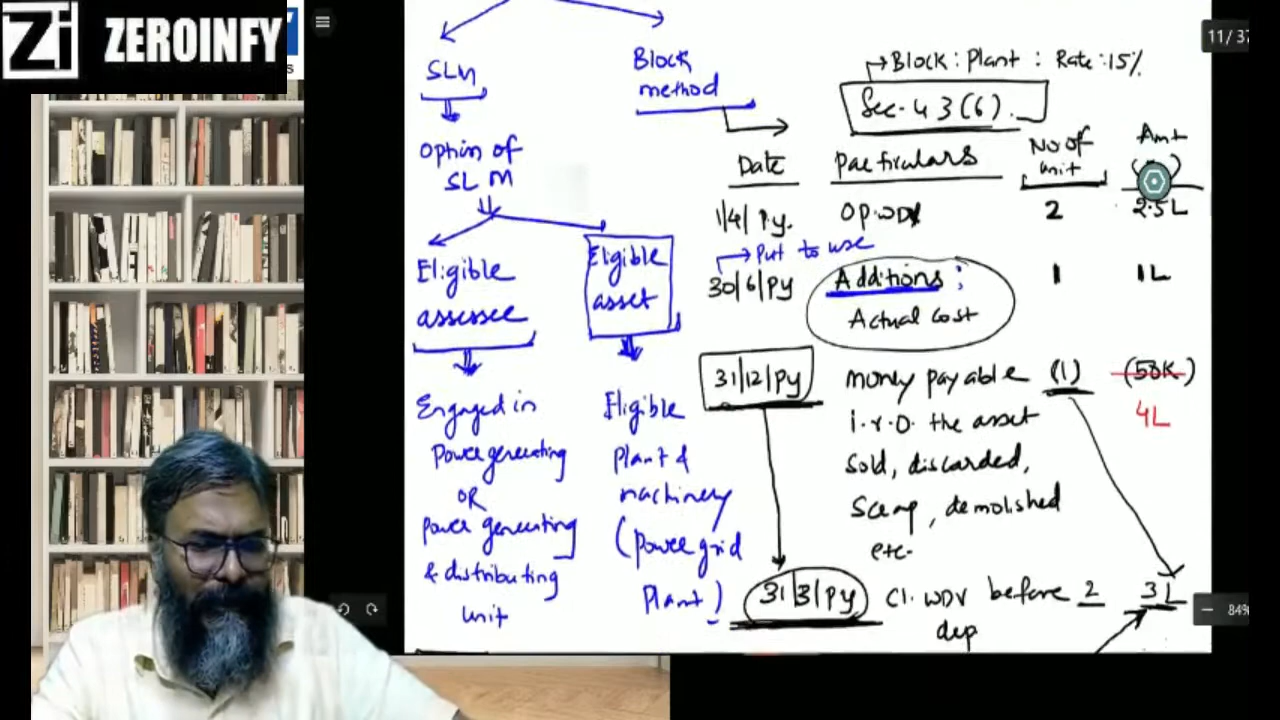 Zi ZEROINFY
s
11/37
SLM
Block
method
Block : Plant : Rate : 15%
Sec. 43(6).
Option of
SLM
Date
Particulars
No of
unit
Amt
1/4/Py.
Op. WDV
2
2.5L
Put to use
Eligible
assessee
Eligible
asset
30/6/Py
Additions :
Actual cost
1
1L
31/12/Py
money payable
i.r.o. the asset
sold, discarded,
scrap, demolished
etc.
(1)
(50K)
4L
Engaged in
Power generating
OR
Power generating
& distributing
unit
Eligible
Plant &
machinery
(Power grid
Plant)
31/3/Py
Cl. WDV before
dep
2
3L
84%